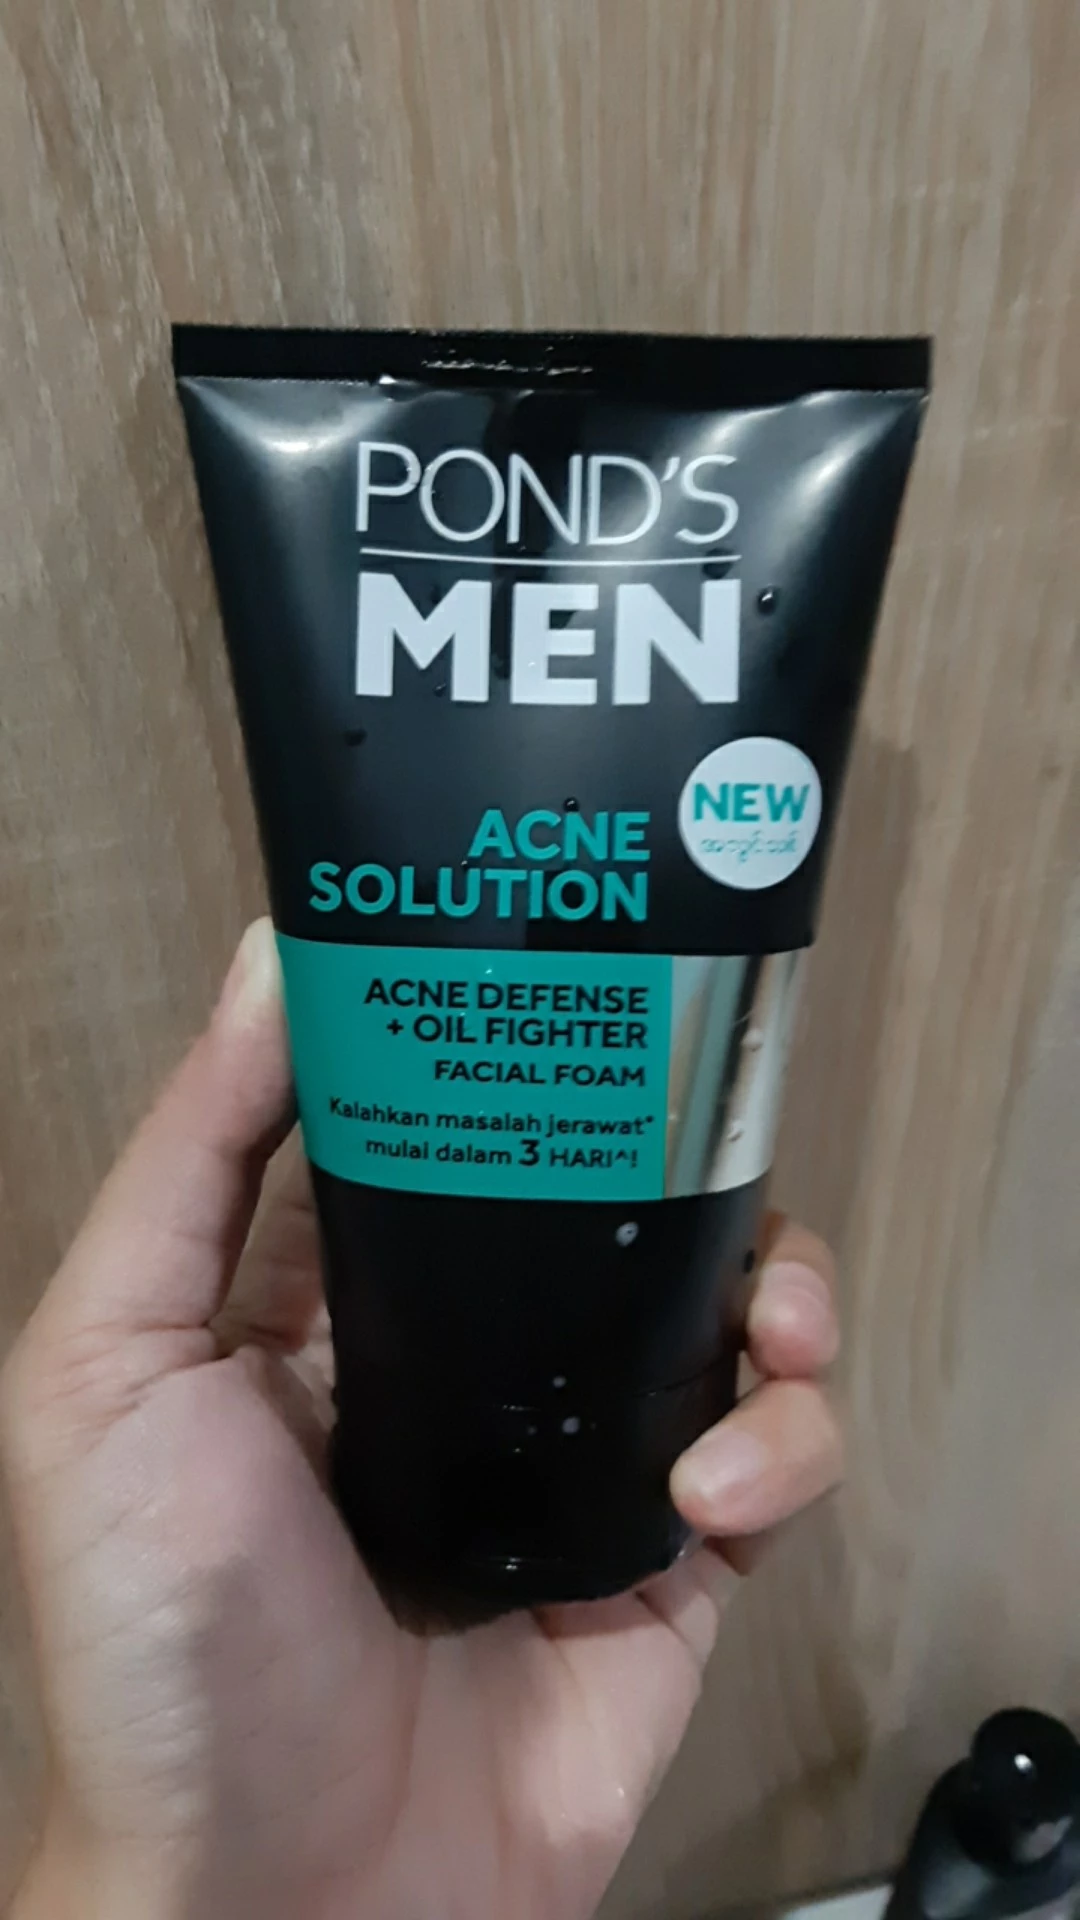 POND'S
MEN
NEW
ACNE
SOLUTION
ACNE DEFENSE
+ OIL FIGHTER
FACIAL FOAM
Kalahkan masalah jerawat*
mulai dalam 3 HARI^!